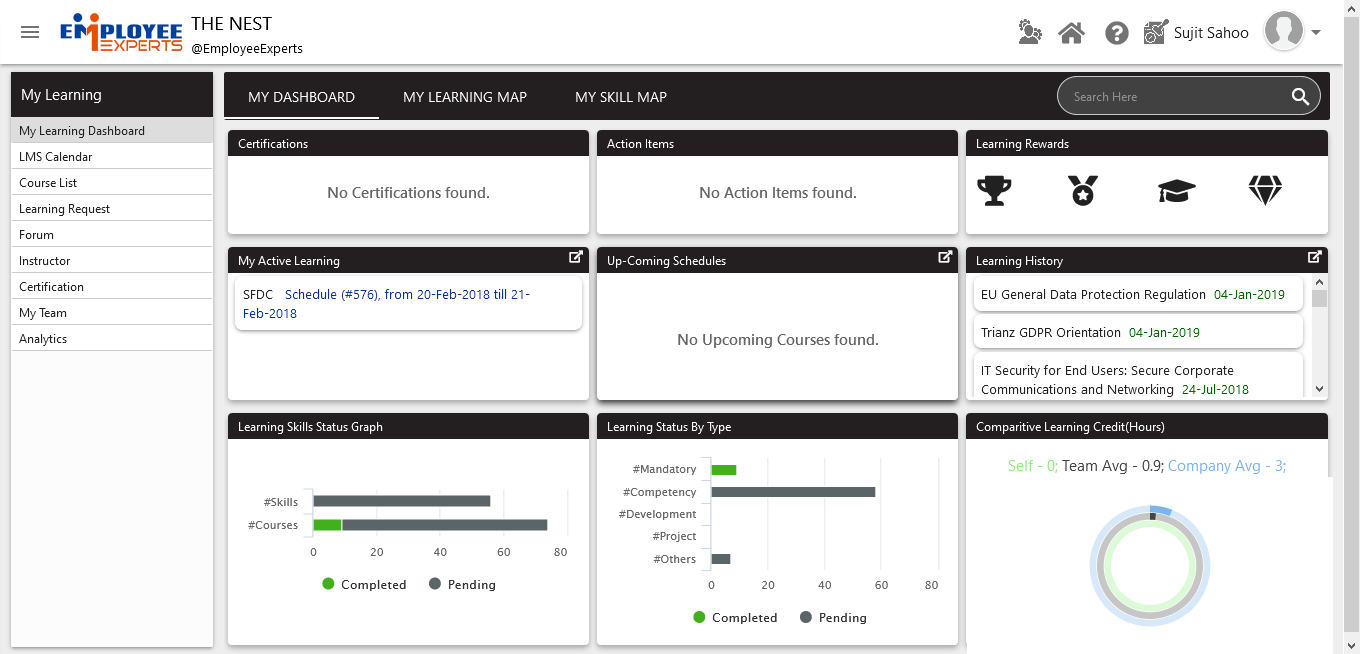 EMPLOYEE
EXPERTS
THE NEST
@EmployeeExperts
Sujit Sahoo
My Learning
My Learning Dashboard
LMS Calendar
Course List
Learning Request
Forum
Instructor
Certification
My Team
Analytics
MY DASHBOARD
MY LEARNING MAP
MY SKILL MAP
Search Here
Certifications
No Certifications found.
Action Items
No Action Items found.
Learning Rewards
My Active Learning
SFDC Schedule (#576), from 20-Feb-2018 till 21-
Feb-2018
Up-Coming Schedules
No Upcoming Courses found.
Learning History
EU General Data Protection Regulation 04-Jan-2019
Trianz GDPR Orientation 04-Jan-2019
IT Security for End Users: Secure Corporate
Communications and Networking 24-Jul-2018
Learning Skills Status Graph
#Skills
#Courses
0 20 40 60 80
Completed Pending
Learning Status By Type
#Mandatory
#Competency
#Development
#Project
#Others
0 20 40 60 80
Completed Pending
Comparitive Learning Credit(Hours)
Self - 0; Team Avg - 0.9; Company Avg - 3;